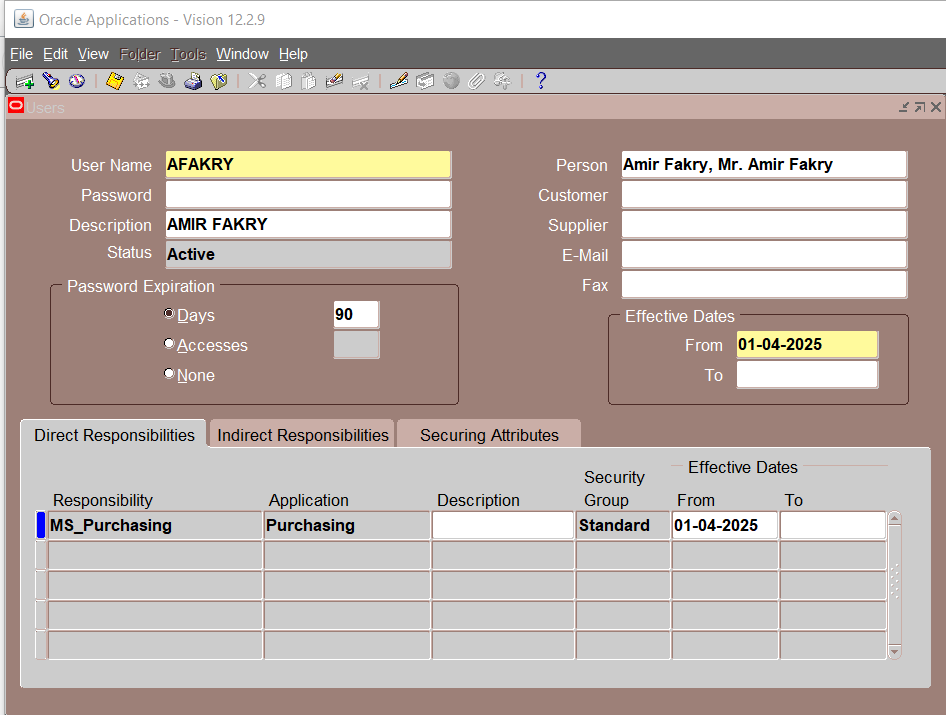 Oracle Applications - Vision 12.2.9
File Edit View Folder Tools Window Help
Users
User Name AFAKRY
Password
Description AMIR FAKRY
Status Active
Person Amir Fakry, Mr. Amir Fakry
Customer
Supplier
E-Mail
Fax
Password Expiration
Days 90
Accesses
None
Effective Dates
From 01-04-2025
To
Direct Responsibilities Indirect Responsibilities Securing Attributes
Effective Dates
Responsibility Application Description Security Group From To
MS_Purchasing Purchasing Standard 01-04-2025